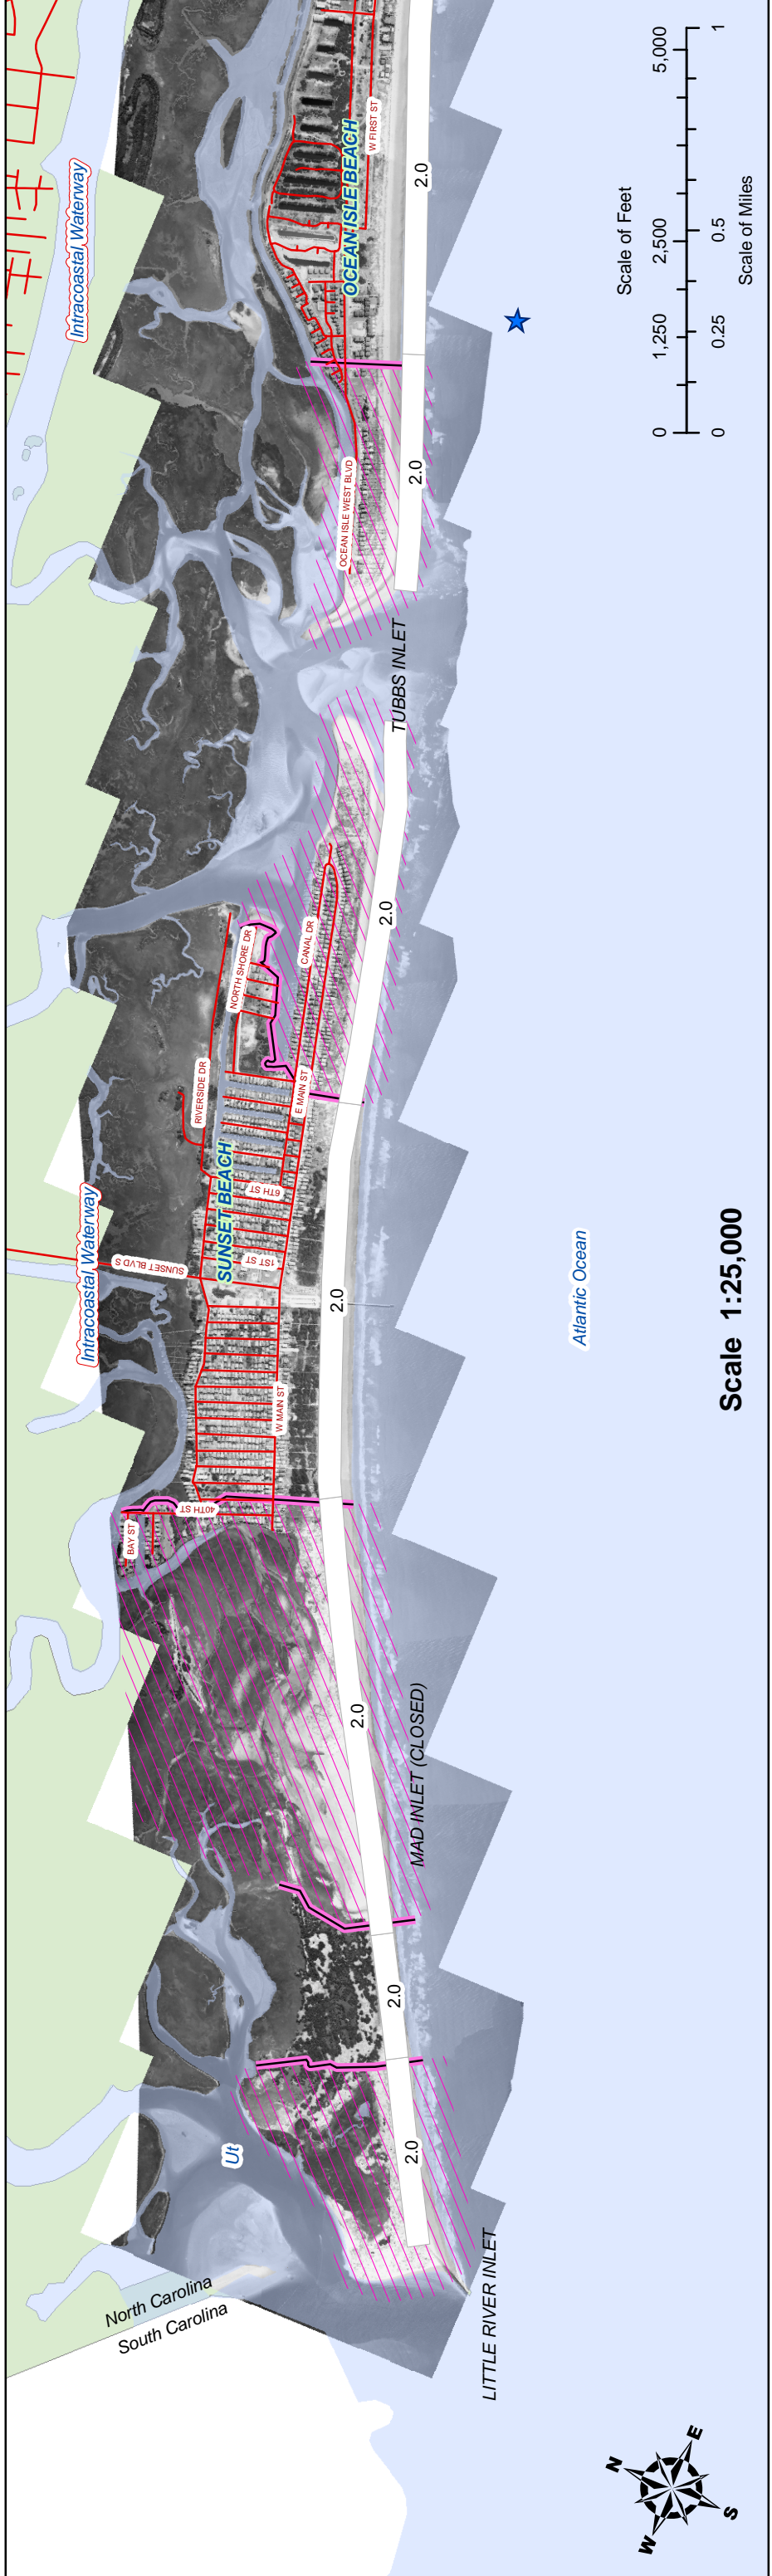 Intracoastal Waterway
OCEAN ISLE BEACH
W FIRST ST
2.0
Scale of Feet
0 1,250 2,500 5,000
0 0.25 0.5 1
Scale of Miles
OCEAN ISLE WEST BLVD
2.0
TUBBS INLET
NORTH SHORE DR
CANAL DR
2.0
RIVERSIDE DR
E MAIN ST
SUNSET BEACH
6TH ST
1ST ST
SUNSET BLVD S
Intracoastal Waterway
2.0
Atlantic Ocean
Scale 1:25,000
W MAIN ST
40TH ST
BAY ST
2.0
MAD INLET (CLOSED)
2.0
Ut
2.0
LITTLE RIVER INLET
North Carolina
South Carolina
N
E
S
W